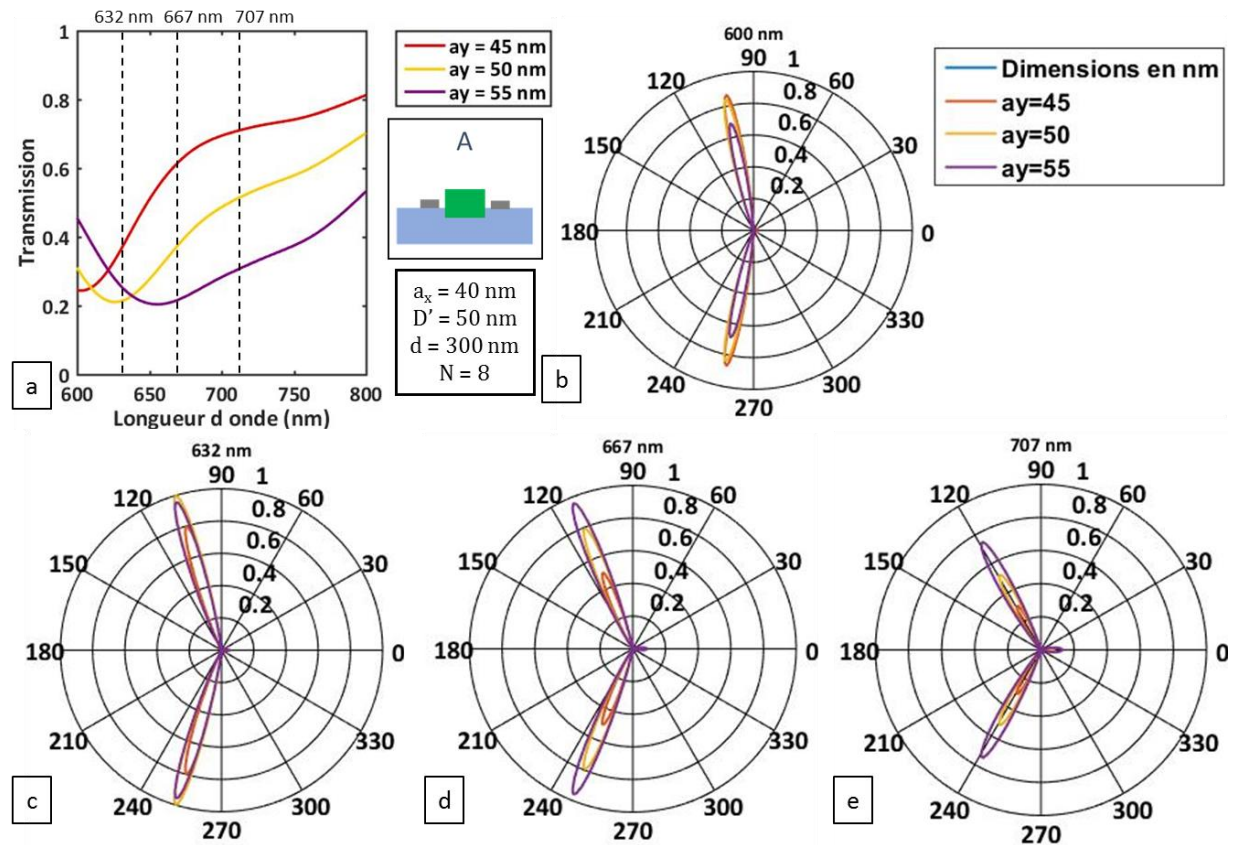 632 nm 667 nm 707 nm
a
1
0.8
0.6
0.4
0.2
0
Transmission
600 650 700 750 800
Longueur d onde (nm)
ay = 45 nm
ay = 50 nm
ay = 55 nm
A
aₓ = 40 nm
D' = 50 nm
d = 300 nm
N = 8
600 nm
90 1
120 60
0.8
0.6
150 30
0.4
0.2
180 0
210 330
240 300
270
b
Dimensions en nm
ay=45
ay=50
ay=55
632 nm
90 1
120 60
0.8
0.6
150 30
0.4
0.2
180 0
210 330
240 300
270
c
667 nm
90 1
120 60
0.8
0.6
150 30
0.4
0.2
180 0
210 330
240 300
270
d
707 nm
90 1
120 60
0.8
0.6
150 30
0.4
0.2
180 0
210 330
240 300
270
e